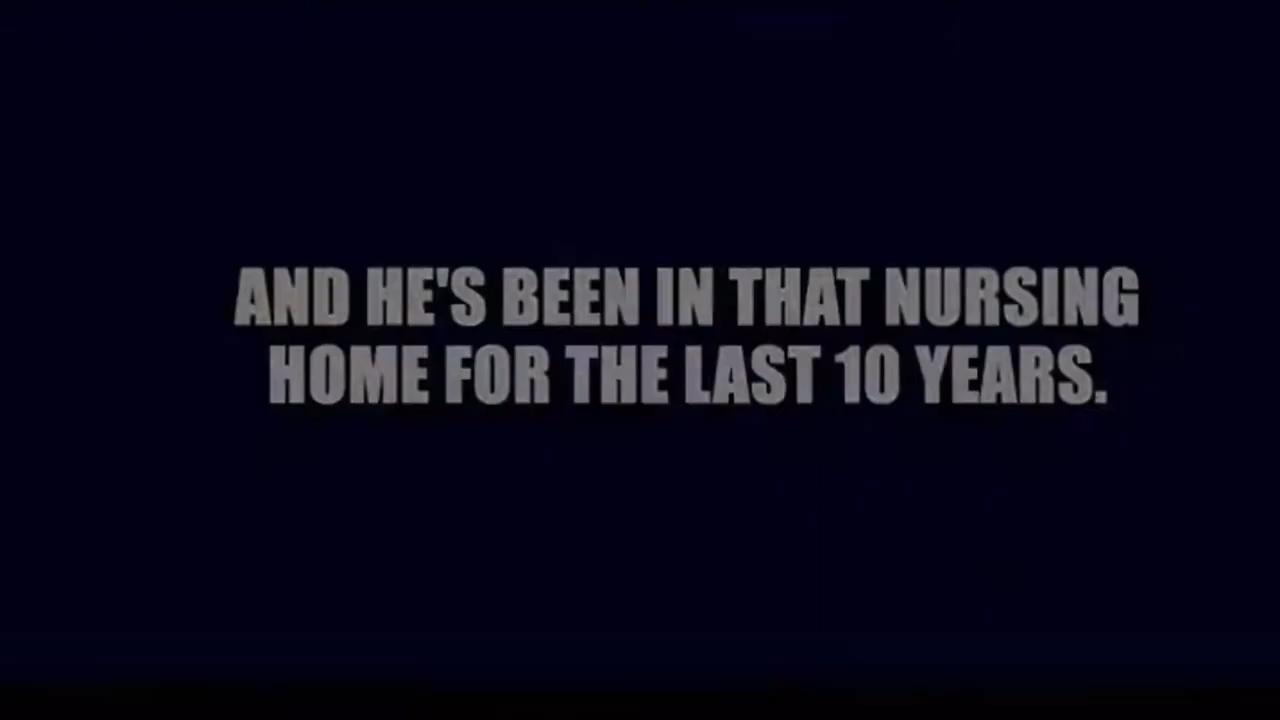 AND HE'S BEEN IN THAT NURSING
HOME FOR THE LAST 10 YEARS.